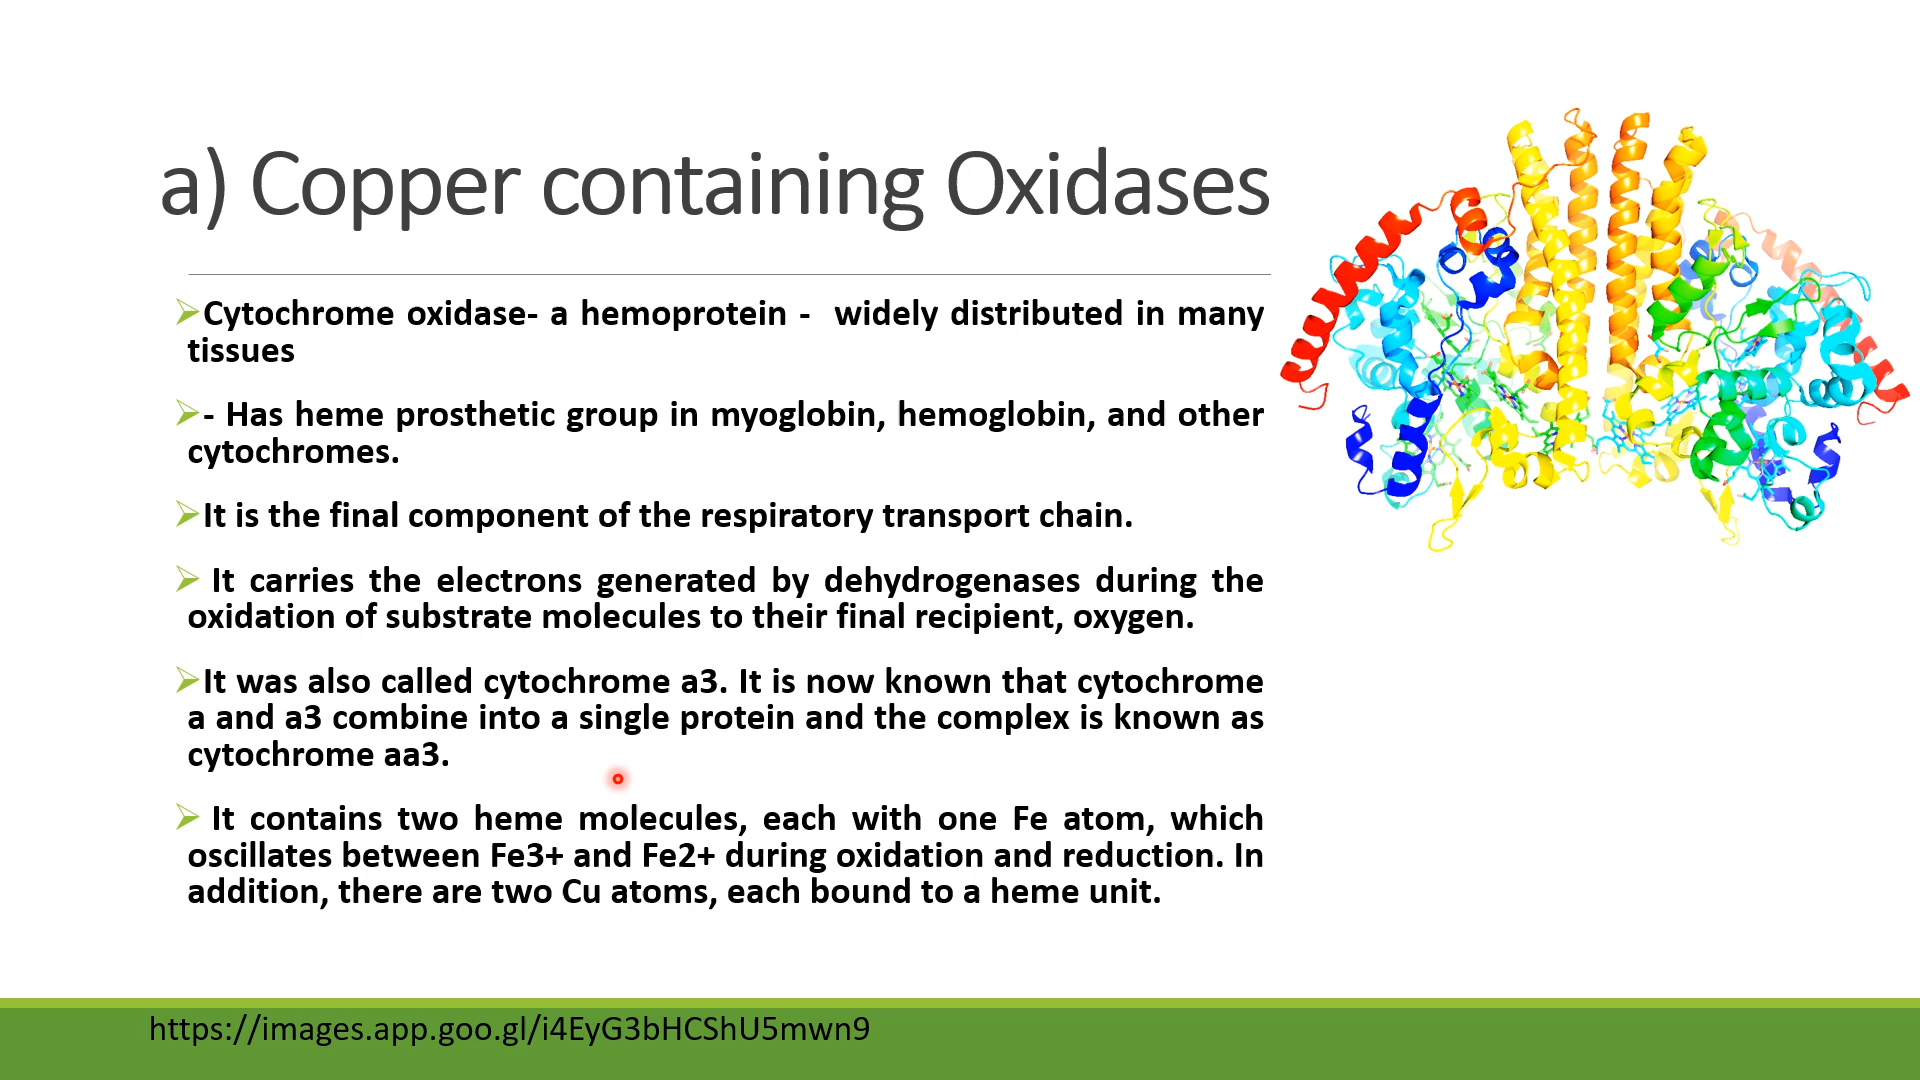 a) Copper containing Oxidases
➢Cytochrome oxidase- a hemoprotein -  widely distributed in many
tissues
➢- Has heme prosthetic group in myoglobin, hemoglobin, and other
cytochromes.
➢It is the final component of the respiratory transport chain.
➢ It carries the electrons generated by dehydrogenases during the
oxidation of substrate molecules to their final recipient, oxygen.
➢It was also called cytochrome a3. It is now known that cytochrome
a and a3 combine into a single protein and the complex is known as
cytochrome aa3.
➢ It contains two heme molecules, each with one Fe atom, which
oscillates between Fe3+ and Fe2+ during oxidation and reduction. In
addition, there are two Cu atoms, each bound to a heme unit.
https://images.app.goo.gl/i4EyG3bHCShU5mwn9